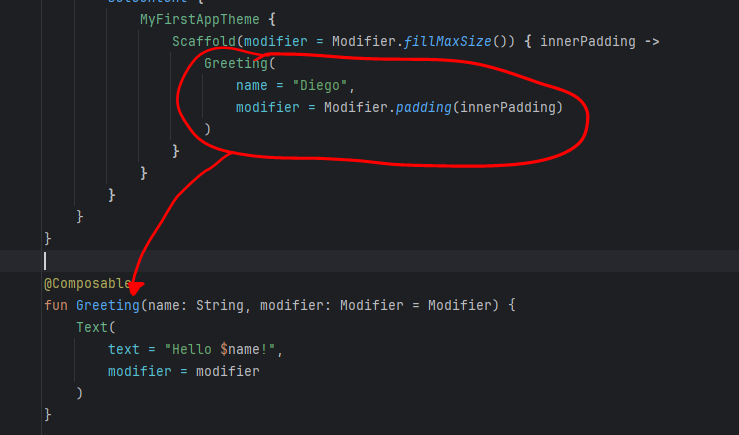 setContent {
MyFirstAppTheme {
Scaffold(modifier = Modifier.fillMaxSize()) { innerPadding ->
Greeting(
name = "Diego",
modifier = Modifier.padding(innerPadding)
)
}
}
}
}
}
@Composable
fun Greeting(name: String, modifier: Modifier = Modifier) {
Text(
text = "Hello $name!",
modifier = modifier
)
}